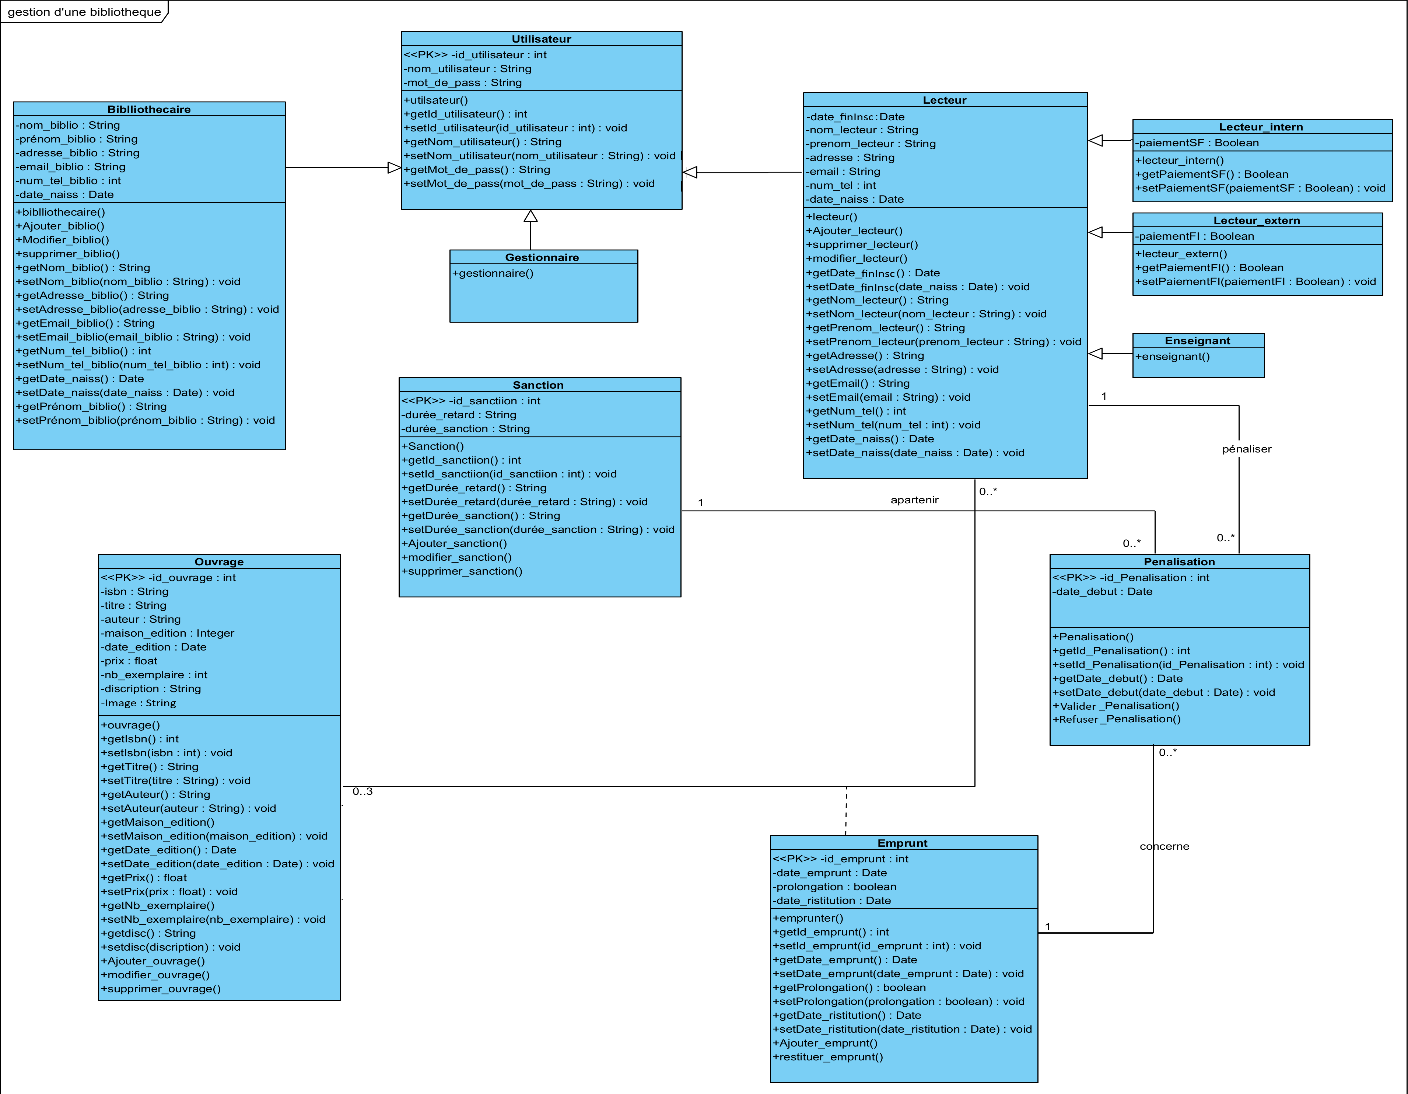 gestion d'une bibliotheque
Utilisateur
<<PK>> -id_utilisateur : int
-nom_utilisateur : String
-mot_de_pass : String
+utilsateur()
+getId_utilisateur() : int
+setId_utilisateur(id_utilisateur : int) : void
+getNom_utilisateur() : String
+setNom_utilisateur(nom_utilisateur : String) : void
+getMot_de_pass() : String
+setMot_de_pass(mot_de_pass : String) : void
Biblliothecaire
-nom_biblio : String
-prénom_biblio : String
-adresse_biblio : String
-email_biblio : String
-num_tel_biblio : int
-date_naiss : Date
+biblliothecaire()
+Ajouter_biblio()
+Modifier_biblio()
+supprimer_biblio()
+getNom_biblio() : String
+setNom_biblio(nom_biblio : String) : void
+getAdresse_biblio() : String
+setAdresse_biblio(adresse_biblio : String) : void
+getEmail_biblio() : String
+setEmail_biblio(email_biblio : String) : void
+getNum_tel_biblio() : int
+setNum_tel_biblio(num_tel_biblio : int) : void
+getDate_naiss() : Date
+setDate_naiss(date_naiss : Date) : void
+getPrénom_biblio() : String
+setPrénom_biblio(prénom_biblio : String) : void
Gestionnaire
+gestionnaire()
Lecteur
-date_finInsc:Date
-nom_lecteur : String
-prenom_lecteur : String
-adresse : String
-email : String
-num_tel : int
-date_naiss : Date
+lecteur()
+Ajouter_lecteur()
+supprimer_lecteur()
+modifier_lecteur()
+getDate_finInsc() : Date
+setDate_finInsc(date_naiss : Date) : void
+getNom_lecteur() : String
+setNom_lecteur(nom_lecteur : String) : void
+getPrenom_lecteur() : String
+setPrenom_lecteur(prenom_lecteur : String) : void
+getAdresse() : String
+setAdresse(adresse : String) : void
+getEmail() : String
+setEmail(email : String) : void
+getNum_tel() : int
+setNum_tel(num_tel : int) : void
+getDate_naiss() : Date
+setDate_naiss(date_naiss : Date) : void
Lecteur_intern
-paiementSF : Boolean
+lecteur_intern()
+getPaiementSF() : Boolean
+setPaiementSF(paiementSF : Boolean) : void
Lecteur_extern
-paiementFI : Boolean
+lecteur_extern()
+getPaiementFI() : Boolean
+setPaiementFI(paiementFI : Boolean) : void
Enseignant
+enseignant()
1
pénaliser
0..*
Sanction
<<PK>> -id_sanctiion : int
-durée_retard : String
-durée_sanction : String
+Sanction()
+getId_sanctiion() : int
+setId_sanctiion(id_sanctiion : int) : void
+getDurée_retard() : String
+setDurée_retard(durée_retard : String) : void
+getDurée_sanction() : String
+setDurée_sanction(durée_sanction : String) : void
+Ajouter_sanction()
+modifier_sanction()
+supprimer_sanction()
1
apartenir
0..*
0..*
Penalisation
<<PK>> -id_Penalisation : int
-date_debut : Date
+Penalisation()
+getId_Penalisation() : int
+setId_Penalisation(id_Penalisation : int) : void
+getDate_debut() : Date
+setDate_debut(date_debut : Date) : void
+Valider _Penalisation()
+Refuser _Penalisation()
0..*
concerne
1
Ouvrage
<<PK>> -id_ouvrage : int
-isbn : String
-titre : String
-auteur : String
-maison_edition : Integer
-date_edition : Date
-prix : float
-nb_exemplaire : int
-discription : String
-Image : String
+ouvrage()
+getIsbn() : int
+setIsbn(isbn : int) : void
+getTitre() : String
+setTitre(titre : String) : void
+getAuteur() : String
+setAuteur(auteur : String) : void
+getMaison_edition()
+setMaison_edition(maison_edition) : void
+getDate_edition() : Date
+setDate_edition(date_edition : Date) : void
+getPrix() : float
+setPrix(prix : float) : void
+getNb_exemplaire()
+setNb_exemplaire(nb_exemplaire) : void
+getdisc() : String
+setdisc(discription) : void
+Ajouter_ouvrage()
+modifier_ouvrage()
+supprimer_ouvrage()
0..3
Emprunt
<<PK>> -id_emprunt : int
-date_emprunt : Date
-prolongation : boolean
-date_ristitution : Date
+emprunter()
+getId_emprunt() : int
+setId_emprunt(id_emprunt : int) : void
+getDate_emprunt() : Date
+setDate_emprunt(date_emprunt : Date) : void
+getProlongation() : boolean
+setProlongation(prolongation : boolean) : void
+getDate_ristitution() : Date
+setDate_ristitution(date_ristitution : Date) : void
+Ajouter_emprunt()
+restituer_emprunt()